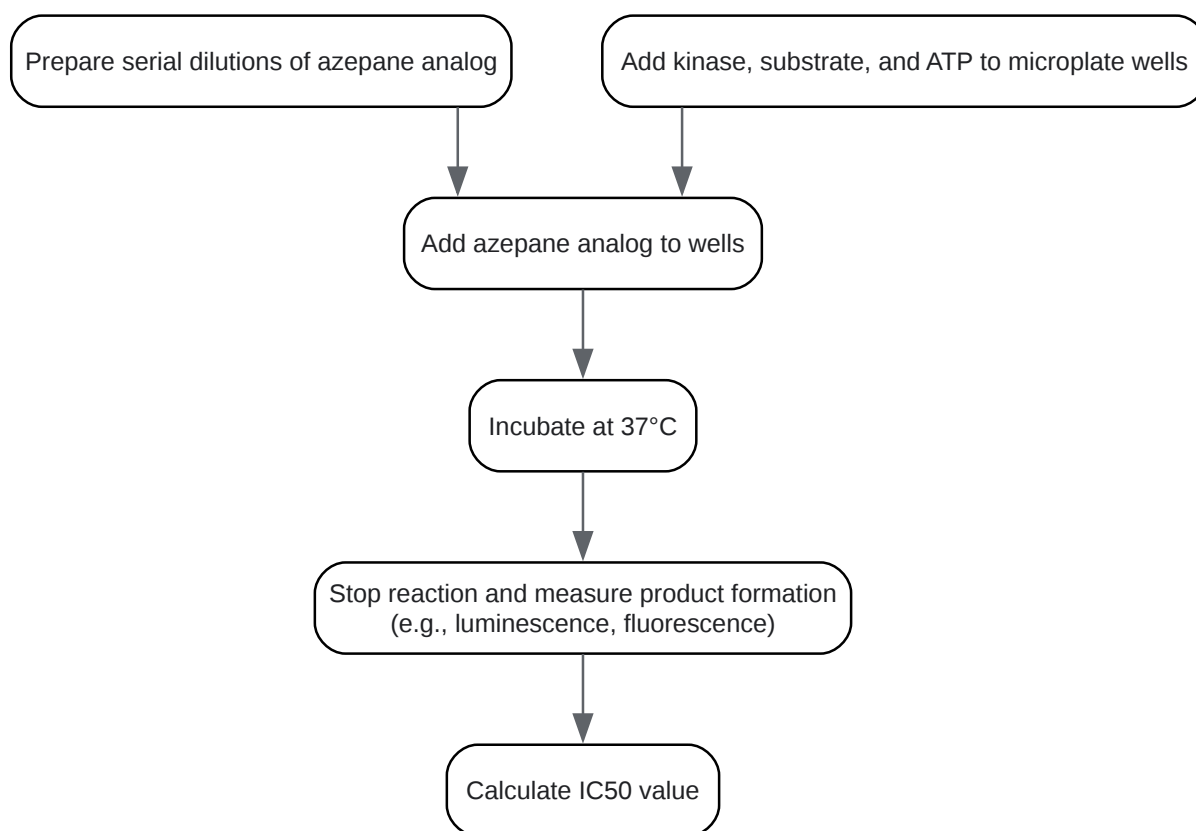 Prepare serial dilutions of azepane analog
Add kinase, substrate, and ATP to microplate wells
Add azepane analog to wells
Incubate at 37°C
Stop reaction and measure product formation
(e.g., luminescence, fluorescence)
Calculate IC50 value